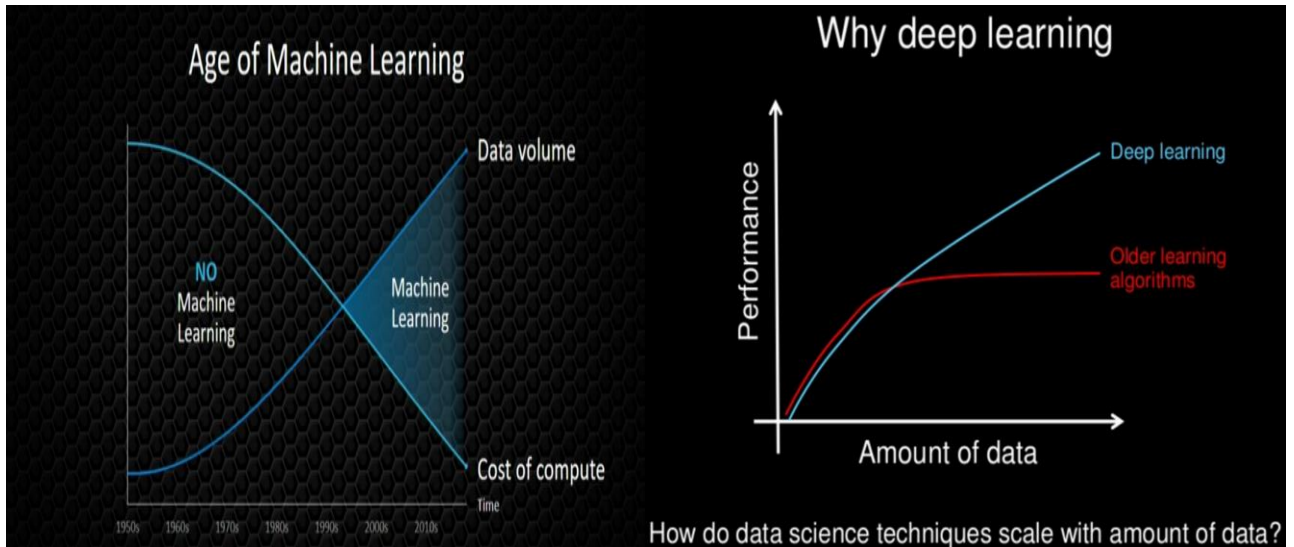 Age of Machine Learning
Data volume
NO
Machine
Learning
Machine
Learning
Cost of compute
Time
1950s 1960s 1970s 1980s 1990s 2000s 2010s
Why deep learning
Performance
Deep learning
Older learning
algorithms
Amount of data
How do data science techniques scale with amount of data?